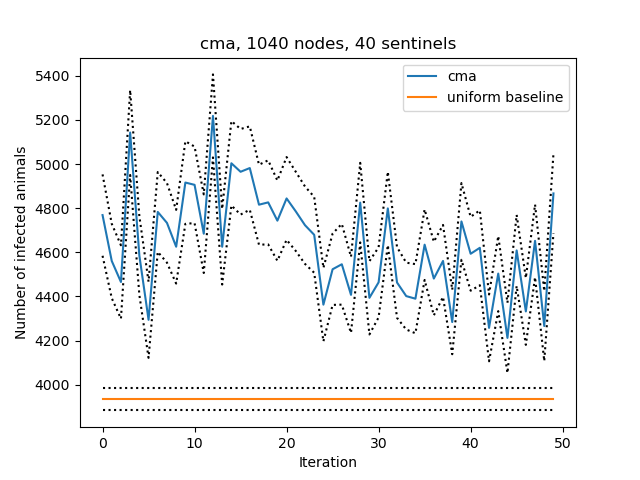 cma, 1040 nodes, 40 sentinels
cma
uniform baseline
Number of infected animals
5400
5200
5000
4800
4600
4400
4200
4000
0 10 20 30 40 50
Iteration